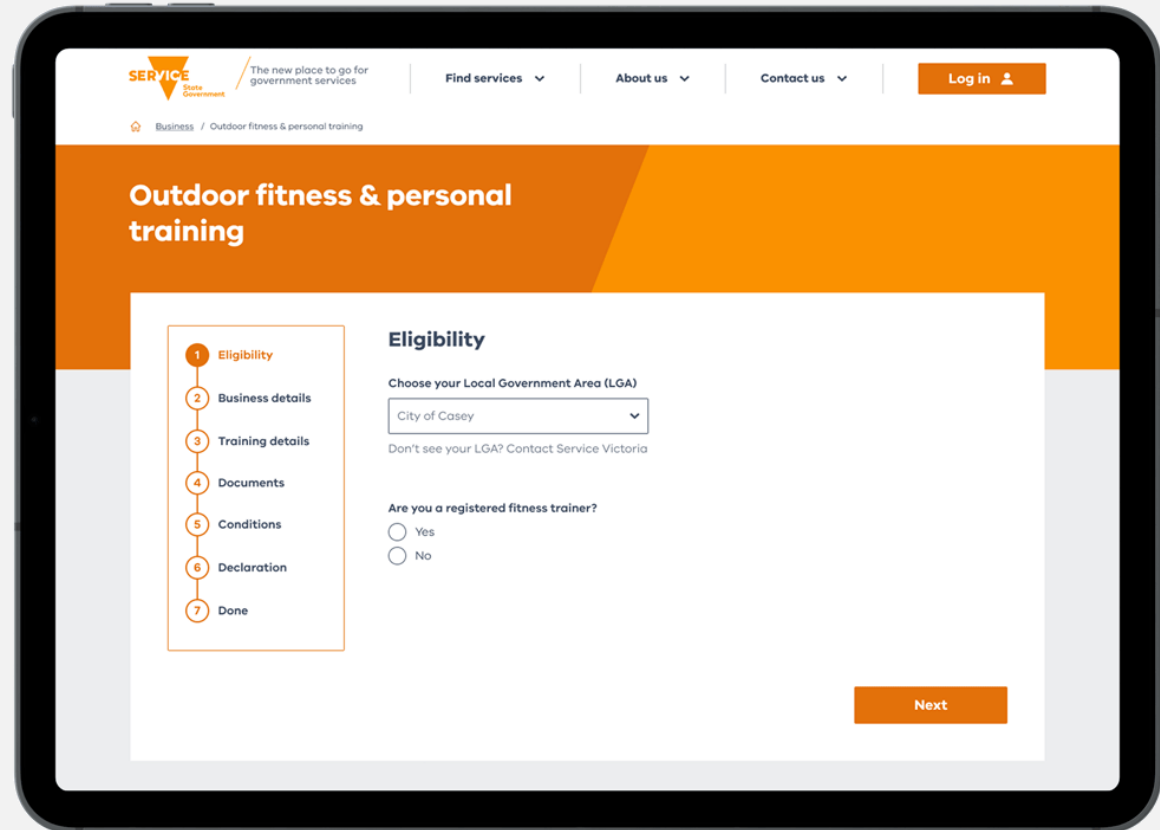 SERVICE
State
Government
The new place to go for
government services
Find services
About us
Contact us
Log in
Business / Outdoor fitness & personal training
Outdoor fitness & personal
training
1 Eligibility
2 Business details
3 Training details
4 Documents
5 Conditions
6 Declaration
7 Done
Eligibility
Choose your Local Government Area (LGA)
City of Casey
Don't see your LGA? Contact Service Victoria
Are you a registered fitness trainer?
Yes
No
Next